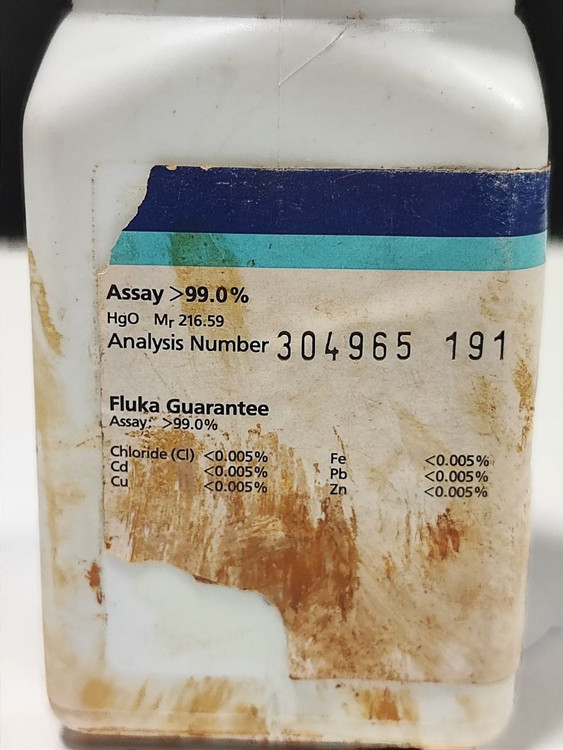 Assay >99.0%
HgO Mr 216.59
Analysis Number 304965 191
Fluka Guarantee
Assay: >99.0%
Chloride (Cl) <0.005% Fe <0.005%
Cd <0.005% Pb <0.005%
Cu <0.005% Zn <0.005%